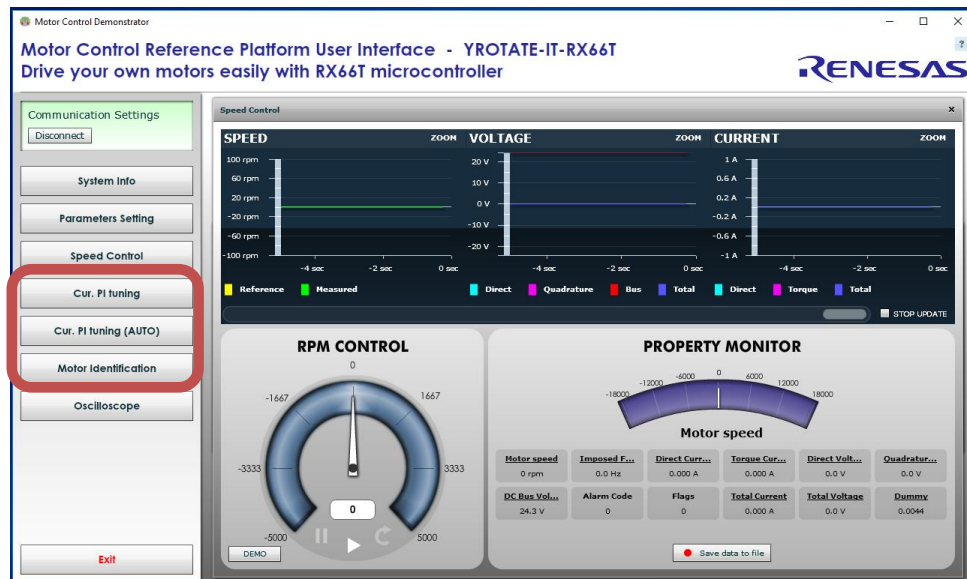 Motor Control Demonstrator
Motor Control Reference Platform User Interface - YROTATE-IT-RX66T
Drive your own motors easily with RX66T microcontroller
?
RENESAS
Communication Settings
Disconnect
System Info
Parameters Setting
Speed Control
Cur. PI tuning
Cur. PI tuning (AUTO)
Motor Identification
Oscilloscope
Exit
Speed Control
SPEED ZOOM
100 rpm
60 rpm
20 rpm
-20 rpm
-60 rpm
-100 rpm
-4 sec -2 sec 0 sec
Reference Measured
VOLTAGE ZOOM
20 V
10 V
0 V
-10 V
-20 V
-4 sec -2 sec 0 sec
Direct Quadrature Bus Total
CURRENT ZOOM
1 A
0.6 A
0.2 A
-0.2 A
-0.6 A
-1 A
-4 sec -2 sec 0 sec
Direct Torque Total
STOP UPDATE
RPM CONTROL
0
-1667 1667
-3333 3333
0
-5000 5000
DEMO
PROPERTY MONITOR
-18000 -12000 -6000 0 6000 12000 18000
Motor speed
Motor speed Imposed F... Direct Curr... Torque Cur... Direct Volt... Quadratur...
0 rpm 0.0 Hz 0.000 A 0.000 A 0.0 V 0.0 V
DC Bus Vol... Alarm Code Flags Total Current Total Voltage Dummy
24.3 V 0 0 0.000 A 0.0 V 0.0044
Save data to file